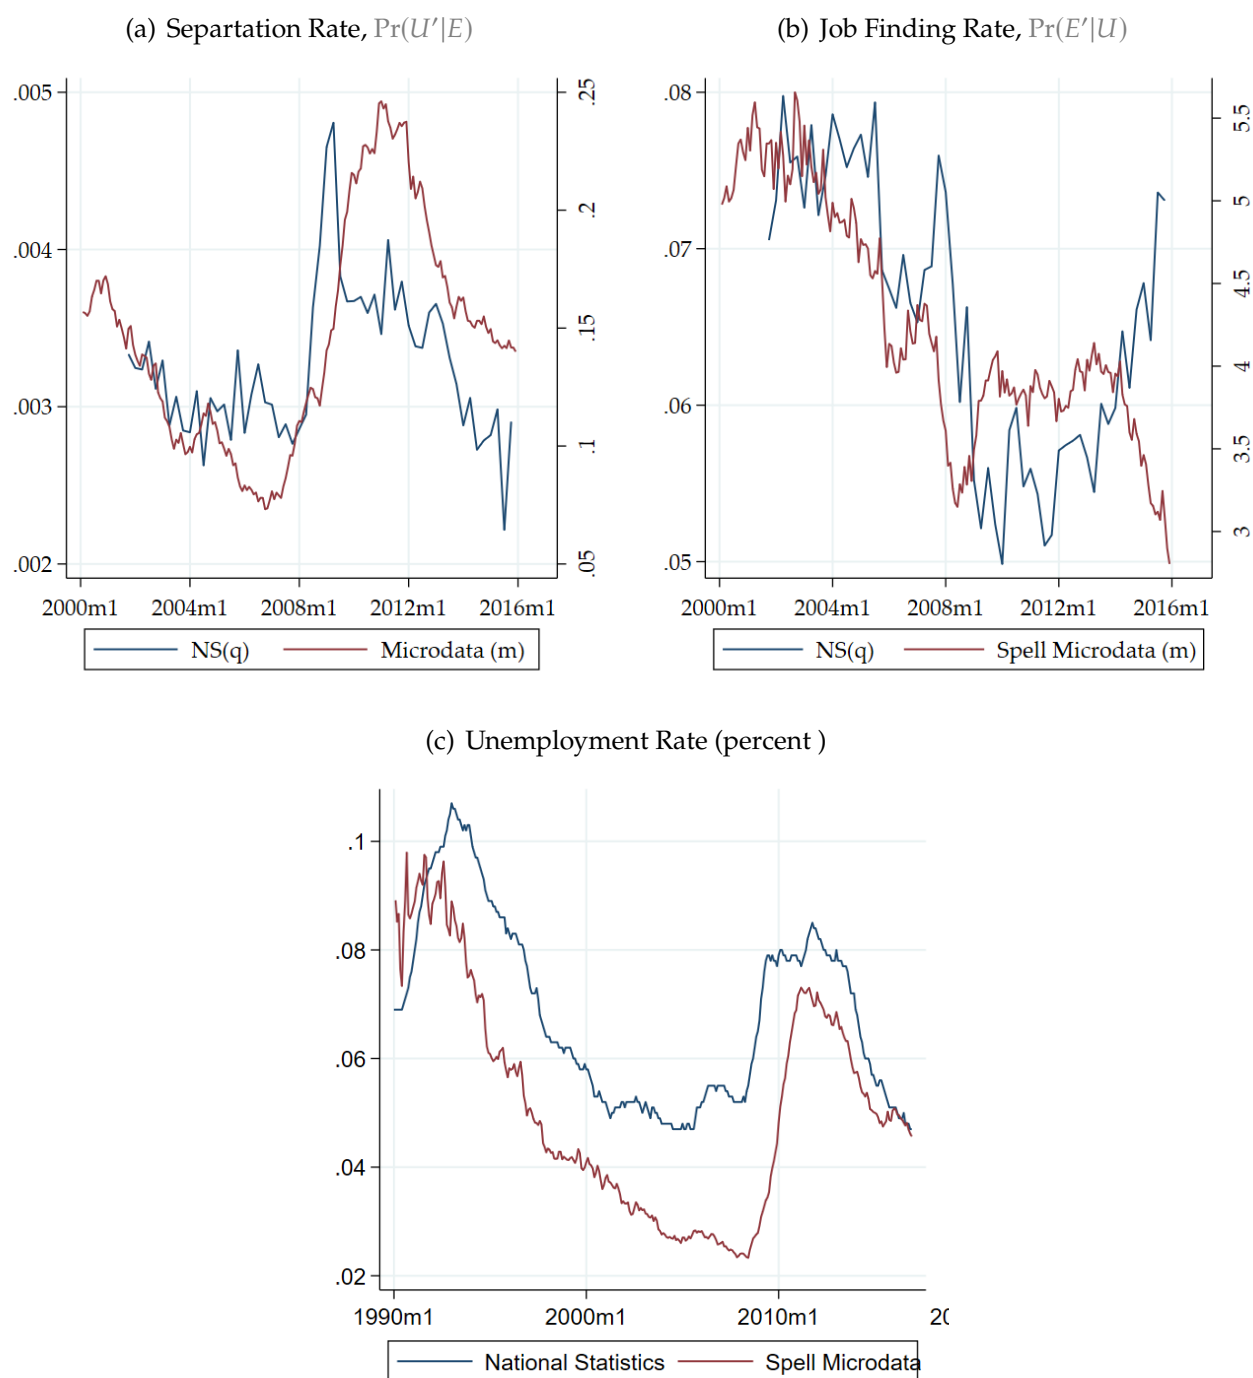 (a) Separtation Rate, Pr(U′|E)
.005
.004
.003
.002
.25
.2
.15
.1
.05
2000m1 2004m1 2008m1 2012m1 2016m1
NS(q) Microdata (m)
(b) Job Finding Rate, Pr(E′|U)
.08
.07
.06
.05
5.5
5
4.5
4
3.5
3
2000m1 2004m1 2008m1 2012m1 2016m1
NS(q) Spell Microdata (m)
(c) Unemployment Rate (percent )
.1
.08
.06
.04
.02
1990m1 2000m1 2010m1
National Statistics Spell Microdata